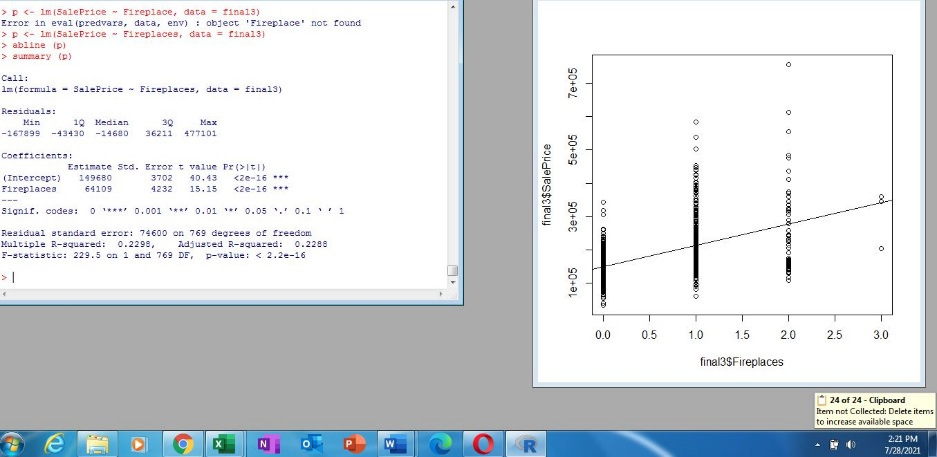 > p <- lm(SalePrice ~ Fireplace, data = final3)
Error in eval(predvars, data, env) : object 'Fireplace' not found
> p <- lm(SalePrice ~ Fireplaces, data = final3)
> abline (p)
> summary (p)
Call:
lm(formula = SalePrice ~ Fireplaces, data = final3)
Residuals:
Min 1Q Median 3Q Max
-167899 -43430 -14680 36211 477101
Coefficients:
Estimate Std. Error t value Pr(>|t|)
(Intercept) 149680 3702 40.43 <2e-16 ***
Fireplaces 64109 4232 15.15 <2e-16 ***
---
Signif. codes: 0 '***' 0.001 '**' 0.01 '*' 0.05 '.' 0.1 ' ' 1
Residual standard error: 74600 on 769 degrees of freedom
Multiple R-squared: 0.2298, Adjusted R-squared: 0.2288
F-statistic: 229.5 on 1 and 769 DF, p-value: < 2.2e-16
>
final3$SalePrice
7e+05
5e+05
3e+05
1e+05
0.0 0.5 1.0 1.5 2.0 2.5 3.0
final3$Fireplaces
24 of 24 - Clipboard
Item not Collected: Delete items
to increase available space
2:21 PM
7/28/2021